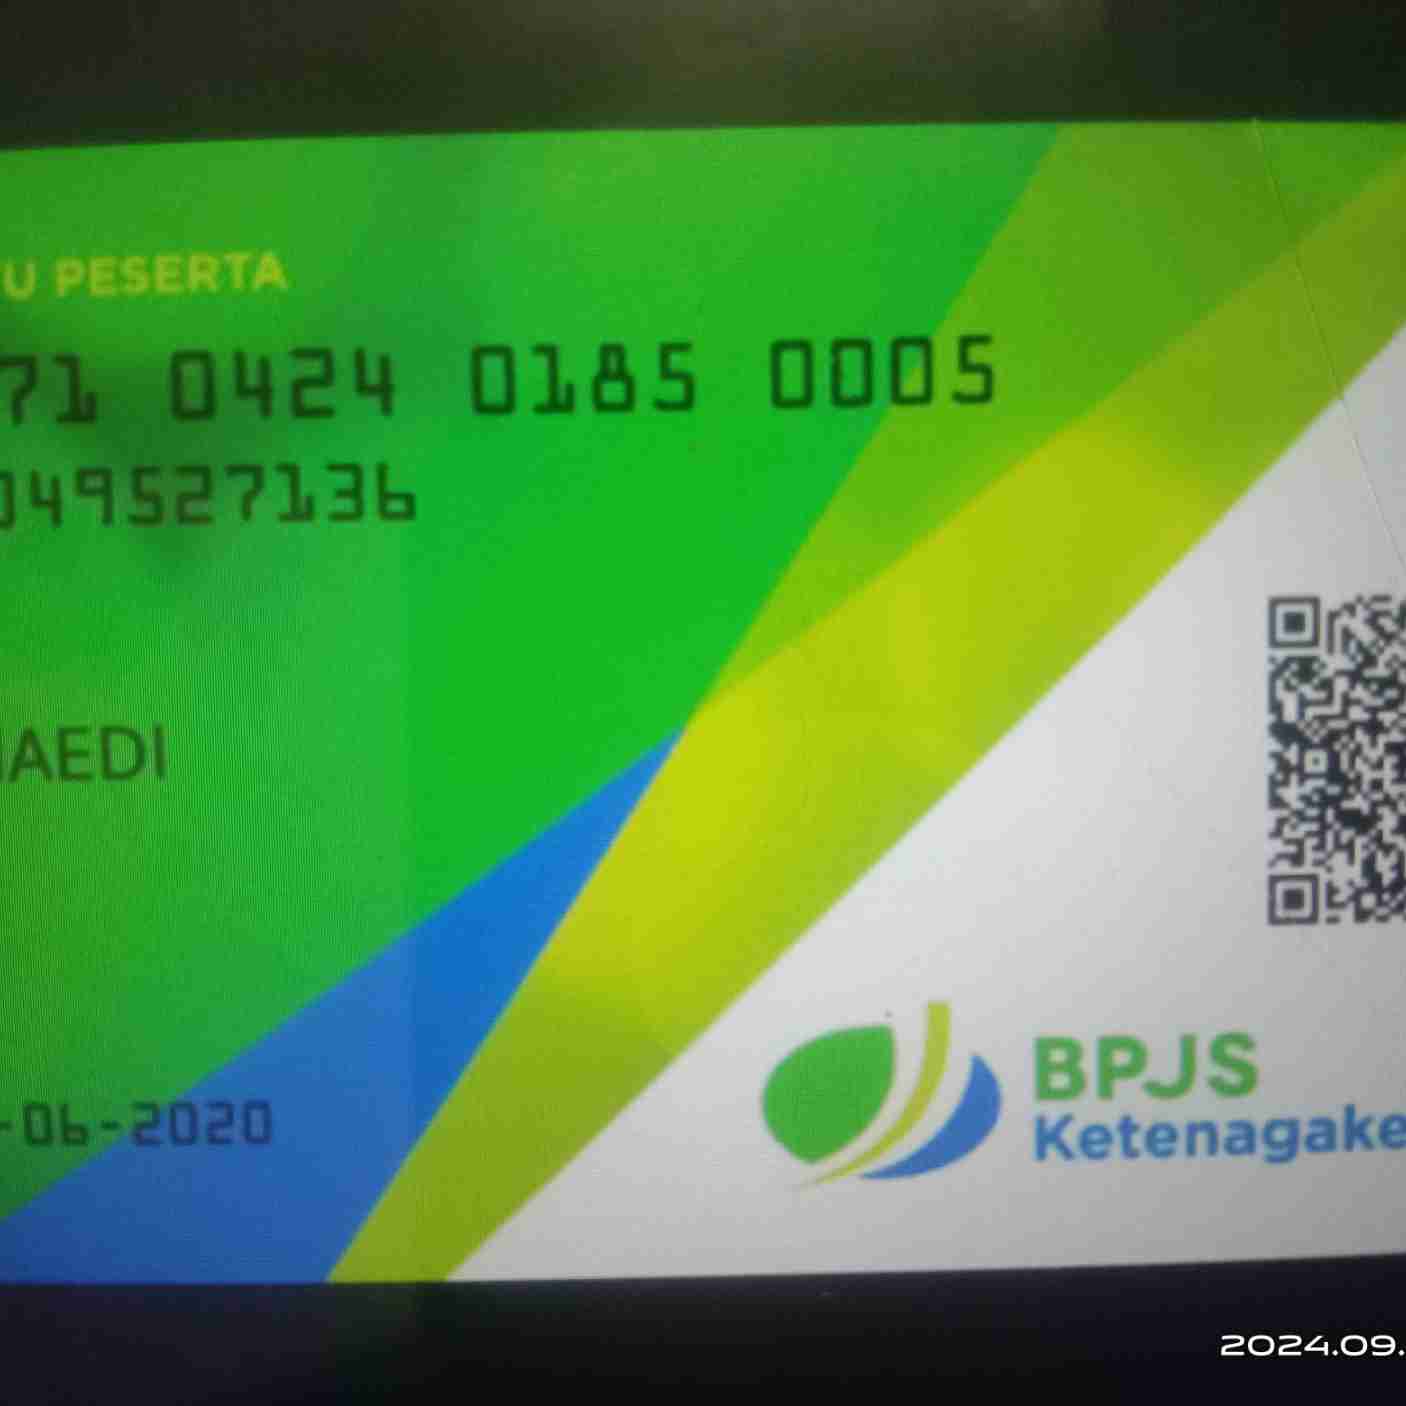 U PESERTA
71 0424 0185 0005
049527136
AEDI
-06-2020
BPJS
Ketenagake
2024.09.